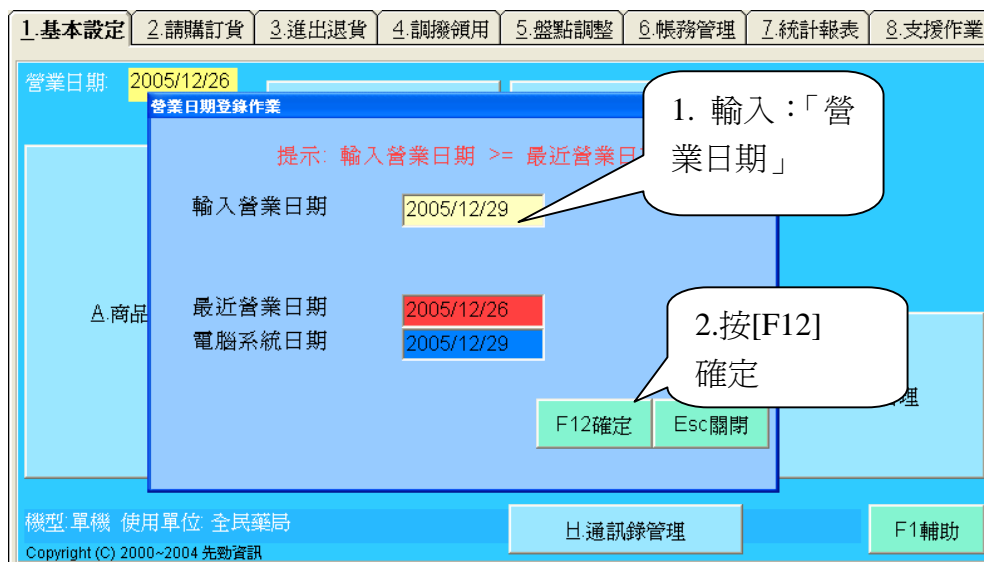 1.基本設定 2.請購訂貨 3.進出退貨 4.調撥領用 5.盤點調整 6.帳務管理 7.統計報表 8.支援作業
營業日期: 2005/12/26
營業日期登錄作業
提示: 輸入營業日期 >= 最近營業日
1. 輸入：「營
業日期」
輸入營業日期 2005/12/29
最近營業日期 2005/12/26
電腦系統日期 2005/12/29
A.商品
2.按[F12]
確定
理
F12確定 Esc關閉
機型:單機 使用單位: 全民藥局
H.通訊錄管理
F1輔助
Copyright (C) 2000~2004 先勁資訊